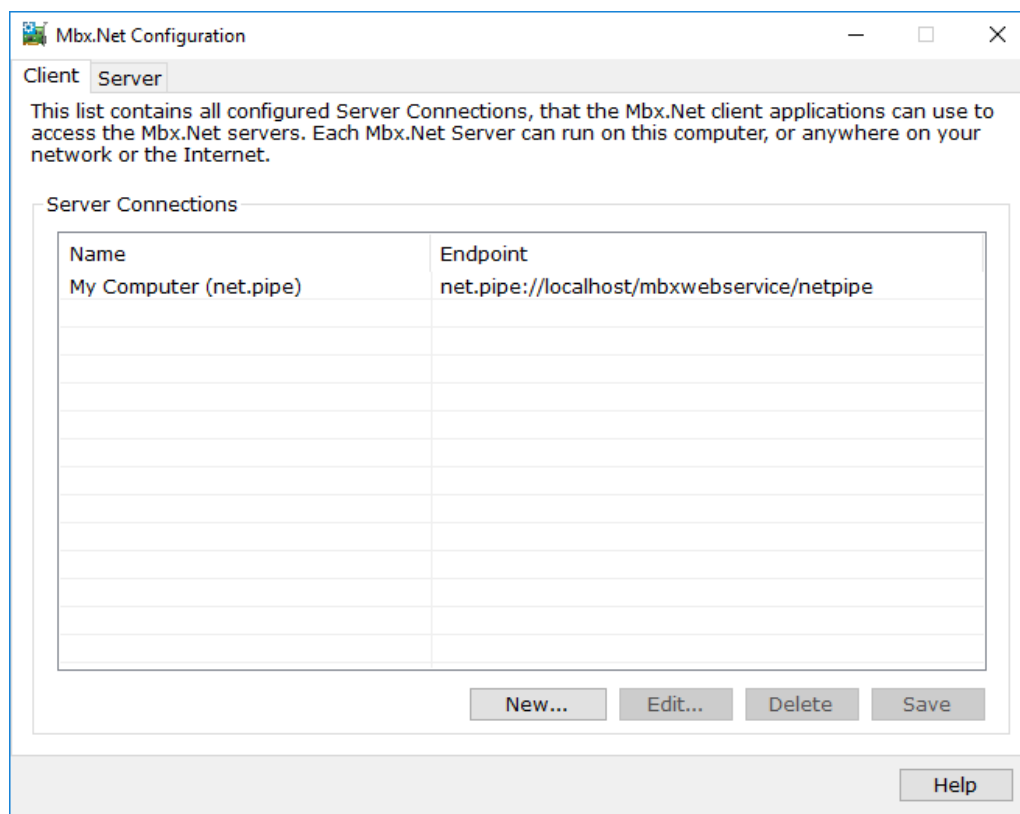 Mbx.Net Configuration
Client Server
This list contains all configured Server Connections, that the Mbx.Net client applications can use to
access the Mbx.Net servers. Each Mbx.Net Server can run on this computer, or anywhere on your
network or the Internet.
Server Connections
Name Endpoint
My Computer (net.pipe) net.pipe://localhost/mbxwebservice/netpipe
New... Edit... Delete Save
Help